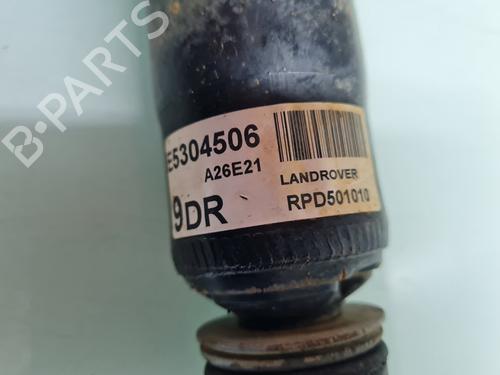 B-PARTS
E5304506
A26E21
LANDROVER
9DR
RPD501010